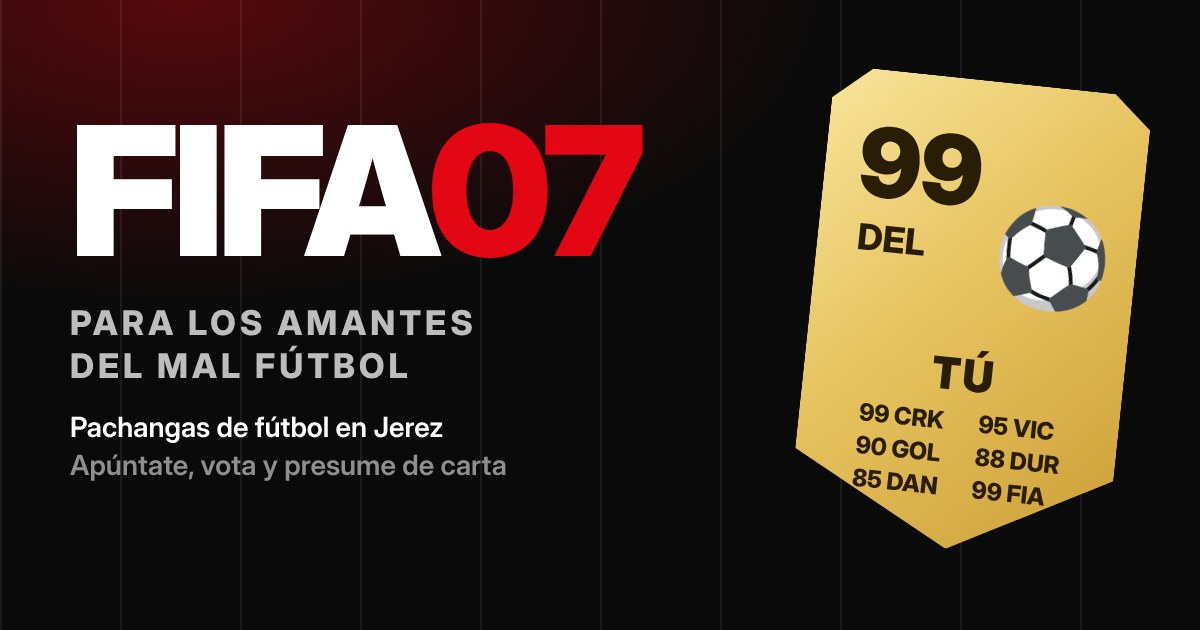 FIFA07
PARA LOS AMANTES
DEL MAL FÚTBOL
Pachangas de fútbol en Jerez
Apúntate, vota y presume de carta
99
DEL
TÚ
99 CRK 95 VIC
90 GOL 88 DUR
85 DAN 99 FIA